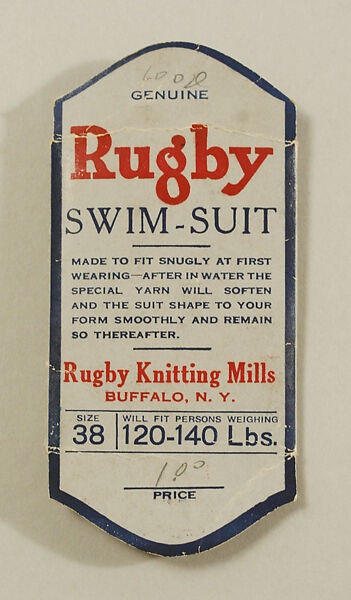 GENUINE
Rugby
SWIM-SUIT
MADE TO FIT SNUGLY AT FIRST
WEARING—AFTER IN WATER THE
SPECIAL YARN WILL SOFTEN
AND THE SUIT SHAPE TO YOUR
FORM SMOOTHLY AND REMAIN
SO THEREAFTER.
Rugby Knitting Mills
BUFFALO, N. Y.
SIZE WILL FIT PERSONS WEIGHING
38 120-140 Lbs.
1.00
PRICE